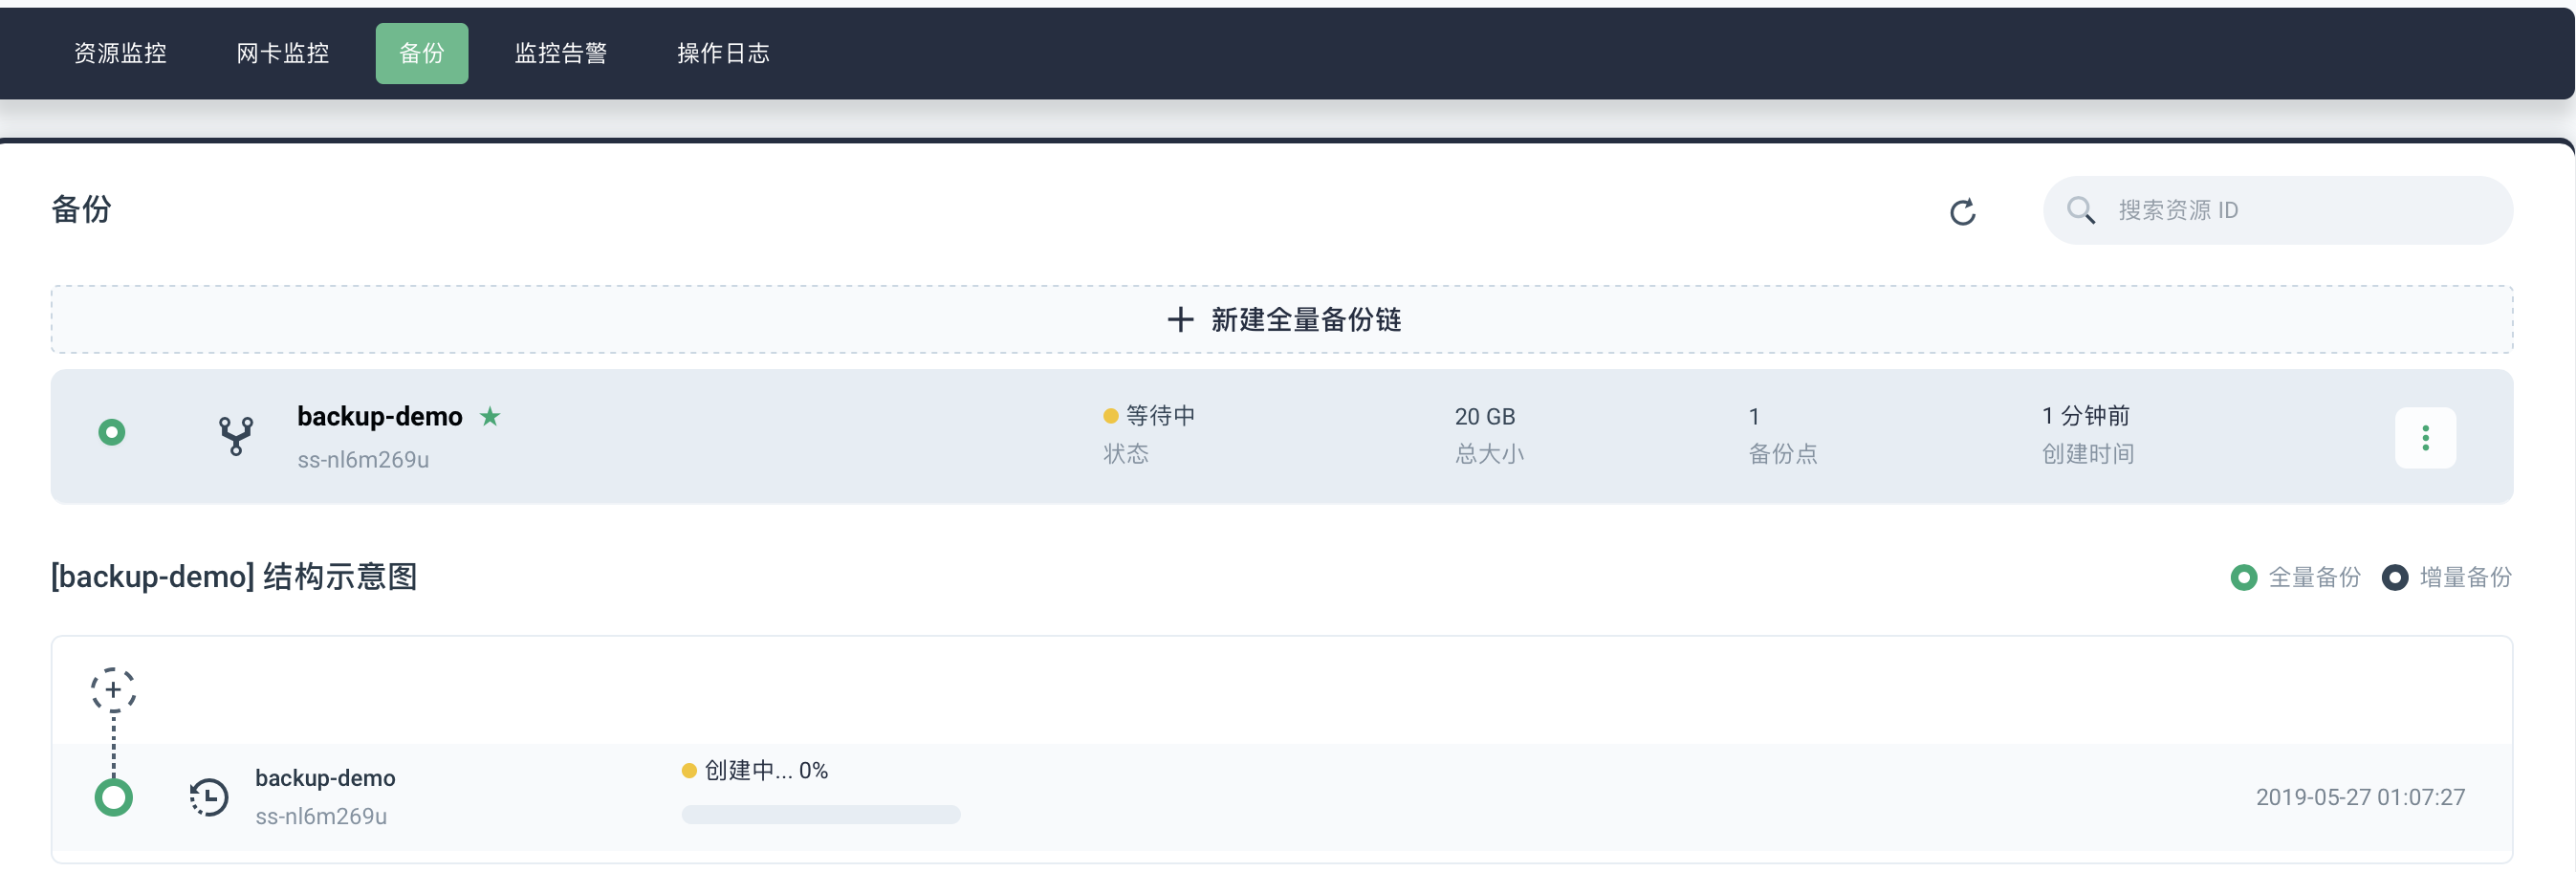 资源监控 网卡监控 备份 监控告警 操作日志
备份
搜索资源 ID
新建全量备份链
backup-demo
ss-nl6m269u
等待中
状态
20 GB
总大小
1
备份点
1 分钟前
创建时间
[backup-demo] 结构示意图
全量备份 增量备份
backup-demo
ss-nl6m269u
创建中... 0%
2019-05-27 01:07:27